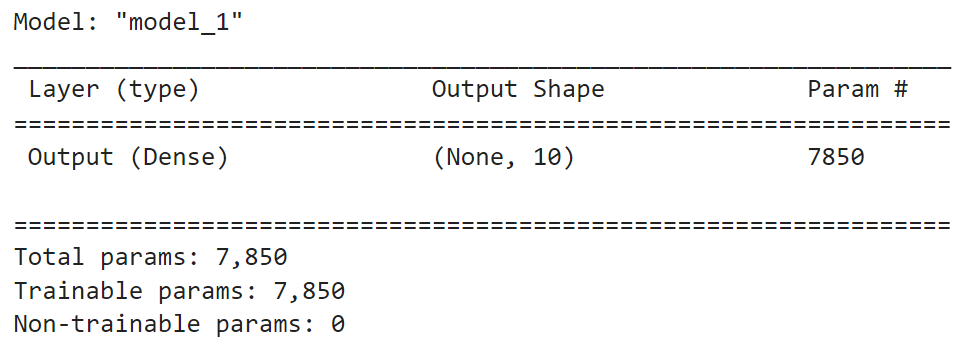 Model: "model_1"
_________________________________________________________________
Layer (type) Output Shape Param #
=================================================================
Output (Dense) (None, 10) 7850
=================================================================
Total params: 7,850
Trainable params: 7,850
Non-trainable params: 0